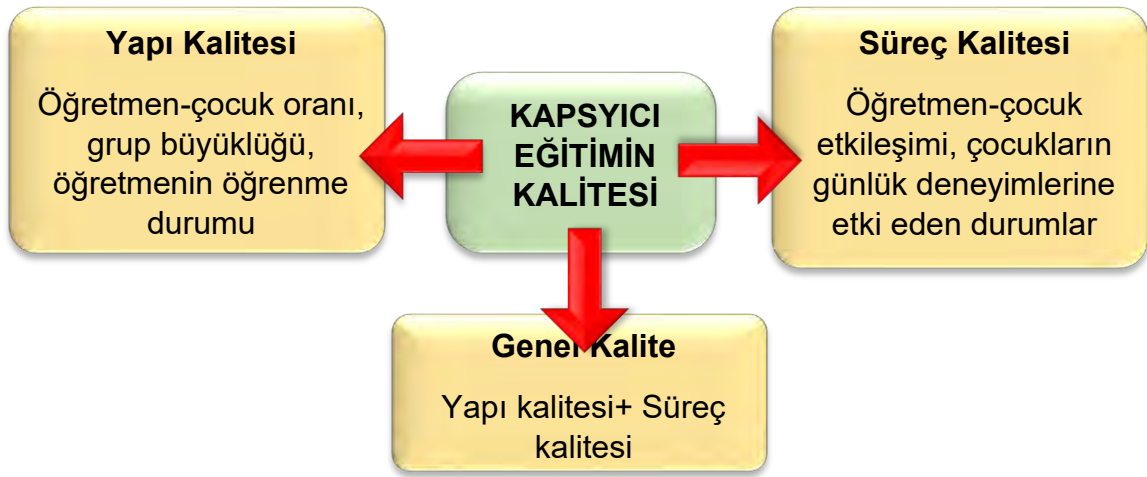 Yapı Kalitesi
Öğretmen-çocuk oranı,
grup büyüklüğü,
öğretmenin öğrenme
durumu
KAPSYICI
EĞİTİMİN
KALİTESİ
Süreç Kalitesi
Öğretmen-çocuk
etkileşimi, çocukların
günlük deneyimlerine
etki eden durumlar
Genel Kalite
Yapı kalitesi+ Süreç
kalitesi